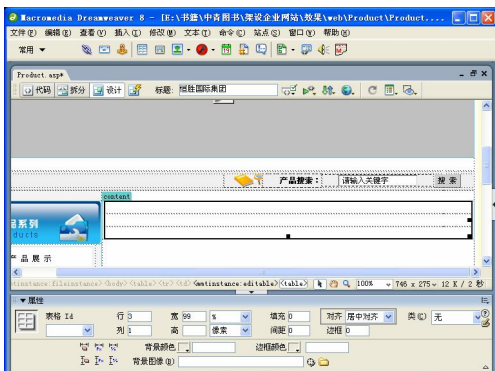 Macromedia Dreamweaver 8 - [E:\书籍\中青图书\架设企业网站\效果\web\Product\Product...
文件(F) 编辑(E) 查看(V) 插入(I) 修改(M) 文本(T) 命令(C) 站点(S) 窗口(W) 帮助(H)
常用
Product.asp*
代码 拆分 设计 标题: 恒胜国际集团
产品搜索: 请输入关键字 搜 索
content
品系列
ducts
产 品 展 示
<mmtinstance:fileinstance> <body> <table> <tr> <td> <mmtinstance:editable> <table> 100% 746 x 275 12 K / 2 秒
属性
表格 Id 行 3 宽 99 % 填充 0 对齐 居中对齐 类(C) 无
列 1 高 像素 间距 0 边框 0
背景颜色 边框颜色
背景图像(B)